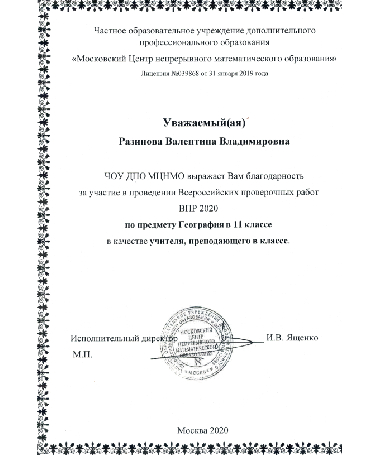 Частное образовательное учреждение дополнительного
профессионального образования
«Московский Центр непрерывного математического образования»
Лицензия №039868 от 31 января 2019 года
Уважаемый(ая)
Разинова Валентина Владимировна
ЧОУ ДПО МЦНМО выражает Вам благодарность
за участие в проведении Всероссийских проверочных работ
ВПР 2020
по предмету География в 11 классе
в качестве учителя, преподающего в классе.
Исполнительный директор И.В. Ященко
М.П.
Москва 2020